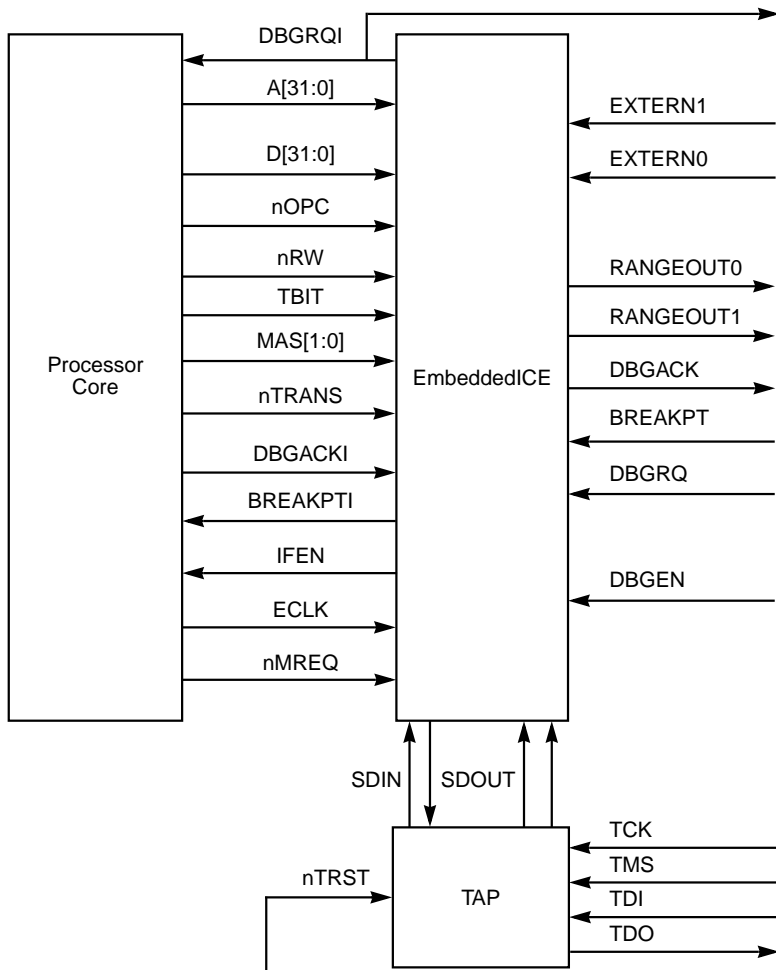 DBGRQI
A[31:0]
EXTERN1
D[31:0]
EXTERN0
nOPC
nRW
RANGEOUT0
TBIT
RANGEOUT1
MAS[1:0]
Processor
Core
EmbeddedICE
DBGACK
nTRANS
BREAKPT
DBGACKI
DBGRQ
BREAKPTI
IFEN
DBGEN
ECLK
nMREQ
SDIN
SDOUT
TCK
TMS
nTRST
TAP
TDI
TDO